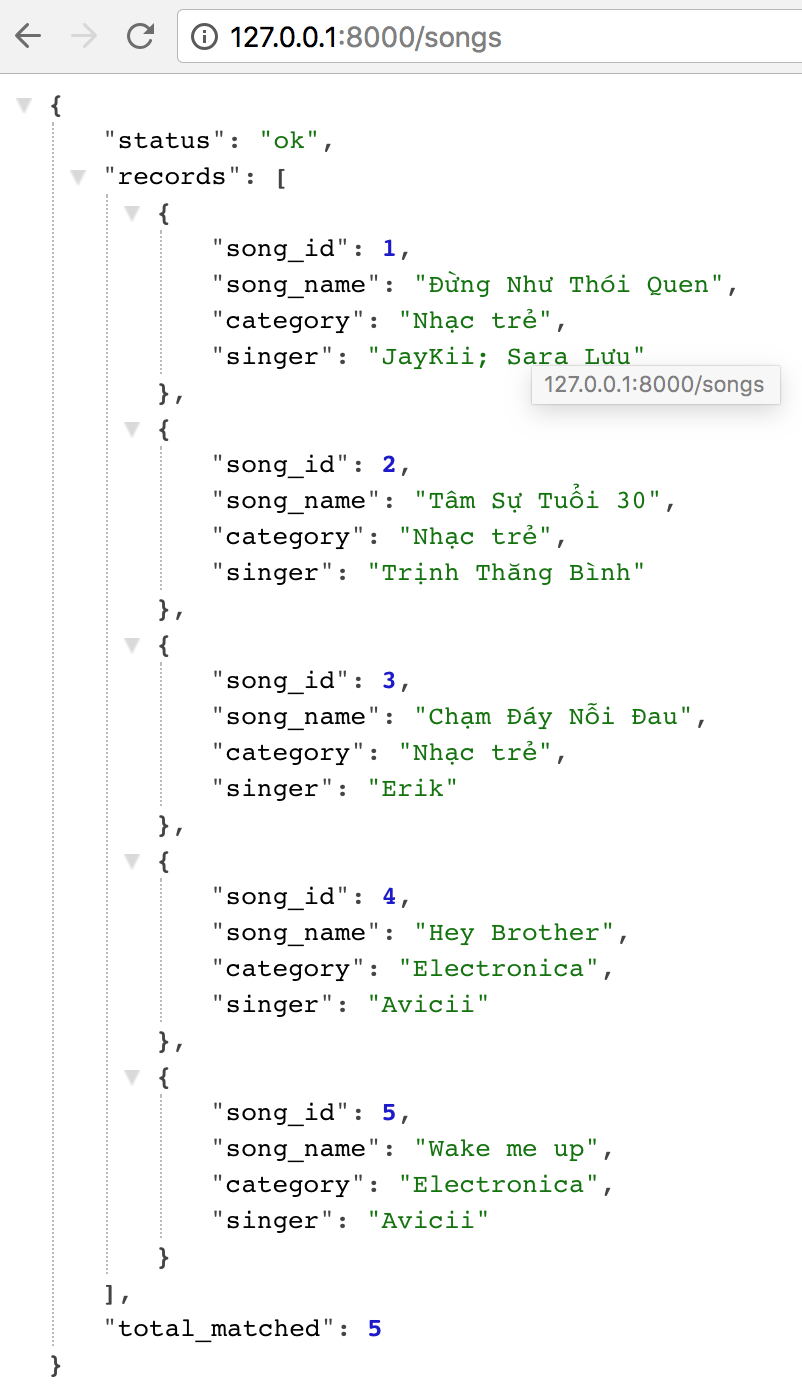 127.0.0.1:8000/songs
{
"status": "ok",
"records": [
{
"song_id": 1,
"song_name": "Đừng Như Thói Quen",
"category": "Nhạc trẻ",
"singer": "JayKii; Sara Lưu"
127.0.0.1:8000/songs
},
{
"song_id": 2,
"song_name": "Tâm Sự Tuổi 30",
"category": "Nhạc trẻ",
"singer": "Trịnh Thăng Bình"
},
{
"song_id": 3,
"song_name": "Chạm Đáy Nỗi Đau",
"category": "Nhạc trẻ",
"singer": "Erik"
},
{
"song_id": 4,
"song_name": "Hey Brother",
"category": "Electronica",
"singer": "Avicii"
},
{
"song_id": 5,
"song_name": "Wake me up",
"category": "Electronica",
"singer": "Avicii"
}
],
"total_matched": 5
}